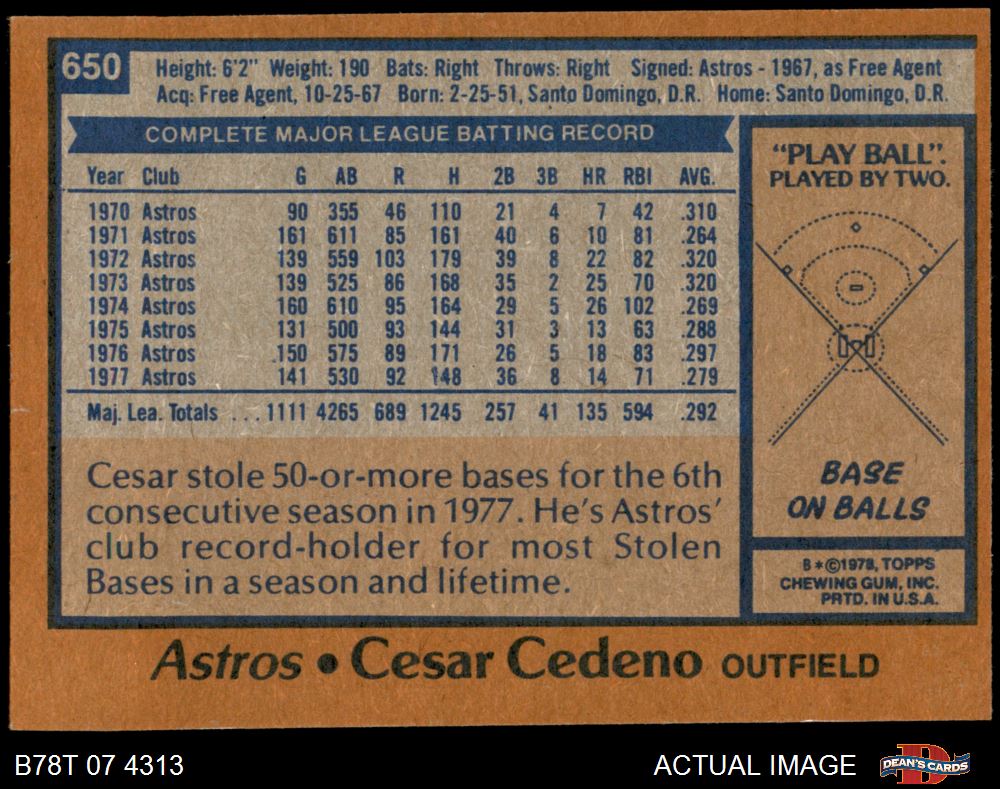 650
Height: 6'2" Weight: 190 Bats: Right Throws: Right Signed: Astros - 1967, as Free Agent
Acq: Free Agent, 10-25-67 Born: 2-25-51, Santo Domingo, D.R. Home: Santo Domingo, D.R.
COMPLETE MAJOR LEAGUE BATTING RECORD
Year Club G AB R H 2B 3B HR RBI AVG.
1970 Astros 90 355 46 110 21 4 7 42 .310
1971 Astros 161 611 85 161 40 6 10 81 .264
1972 Astros 139 559 103 179 39 8 22 82 .320
1973 Astros 139 525 86 168 35 2 25 70 .320
1974 Astros 160 610 95 164 29 5 26 102 .269
1975 Astros 131 500 93 144 31 3 13 63 .288
1976 Astros 150 575 89 171 26 5 18 83 .297
1977 Astros 141 530 92 148 36 8 14 71 .279
Maj. Lea. Totals ... 1111 4265 689 1245 257 41 135 594 .292
Cesar stole 50-or-more bases for the 6th
consecutive season in 1977. He's Astros'
club record-holder for most Stolen
Bases in a season and lifetime.
"PLAY BALL".
PLAYED BY TWO.
BASE
ON BALLS
B*©1978, TOPPS
CHEWING GUM, INC.
PRTD. IN U.S.A.
Astros • Cesar Cedeno OUTFIELD
B78T 07 4313
ACTUAL IMAGE
D
DEAN'S CARDS